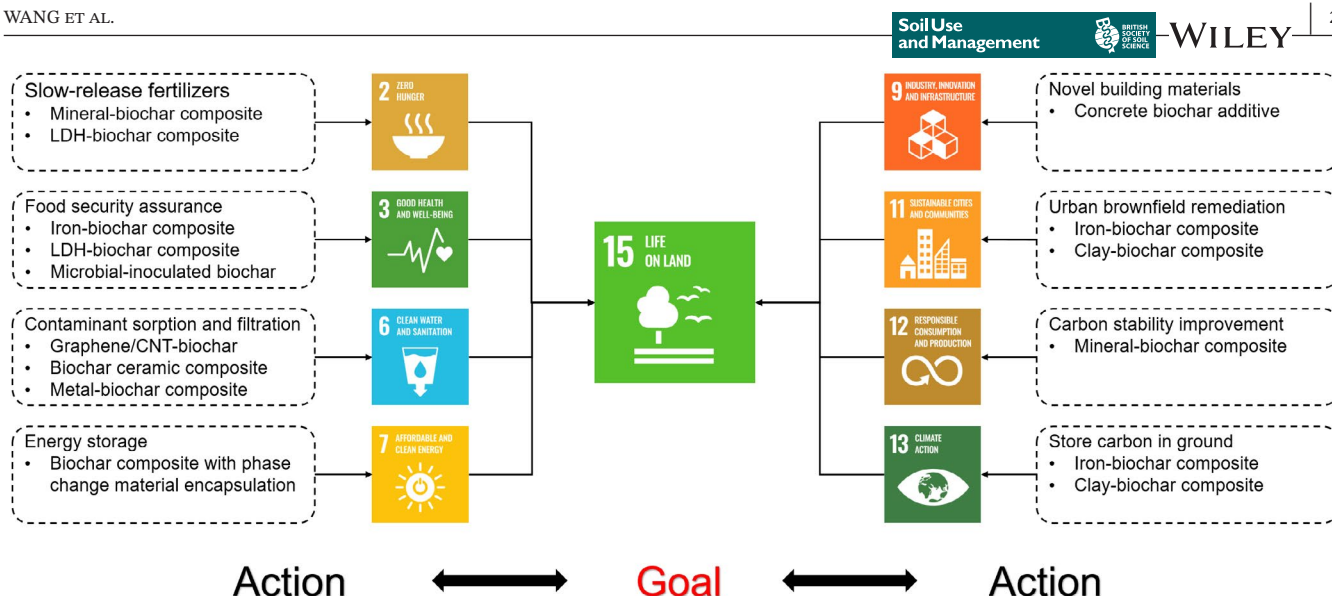 WANG ET AL.
Soil Use
and Management
BRITISH
SOCIETY
OF SOIL
SCIENCE
WILEY
Slow-release fertilizers
• Mineral-biochar composite
• LDH-biochar composite
2 ZERO
HUNGER
Food security assurance
• Iron-biochar composite
• LDH-biochar composite
• Microbial-inoculated biochar
3 GOOD HEALTH
AND WELL-BEING
Contaminant sorption and filtration
• Graphene/CNT-biochar
• Biochar ceramic composite
• Metal-biochar composite
6 CLEAN WATER
AND SANITATION
Energy storage
• Biochar composite with phase
change material encapsulation
7 AFFORDABLE AND
CLEAN ENERGY
15 LIFE
ON LAND
9 INDUSTRY, INNOVATION
AND INFRASTRUCTURE
Novel building materials
• Concrete biochar additive
11 SUSTAINABLE CITIES
AND COMMUNITIES
Urban brownfield remediation
• Iron-biochar composite
• Clay-biochar composite
12 RESPONSIBLE
CONSUMPTION
AND PRODUCTION
Carbon stability improvement
• Mineral-biochar composite
13 CLIMATE
ACTION
Store carbon in ground
• Iron-biochar composite
• Clay-biochar composite
Action Goal Action